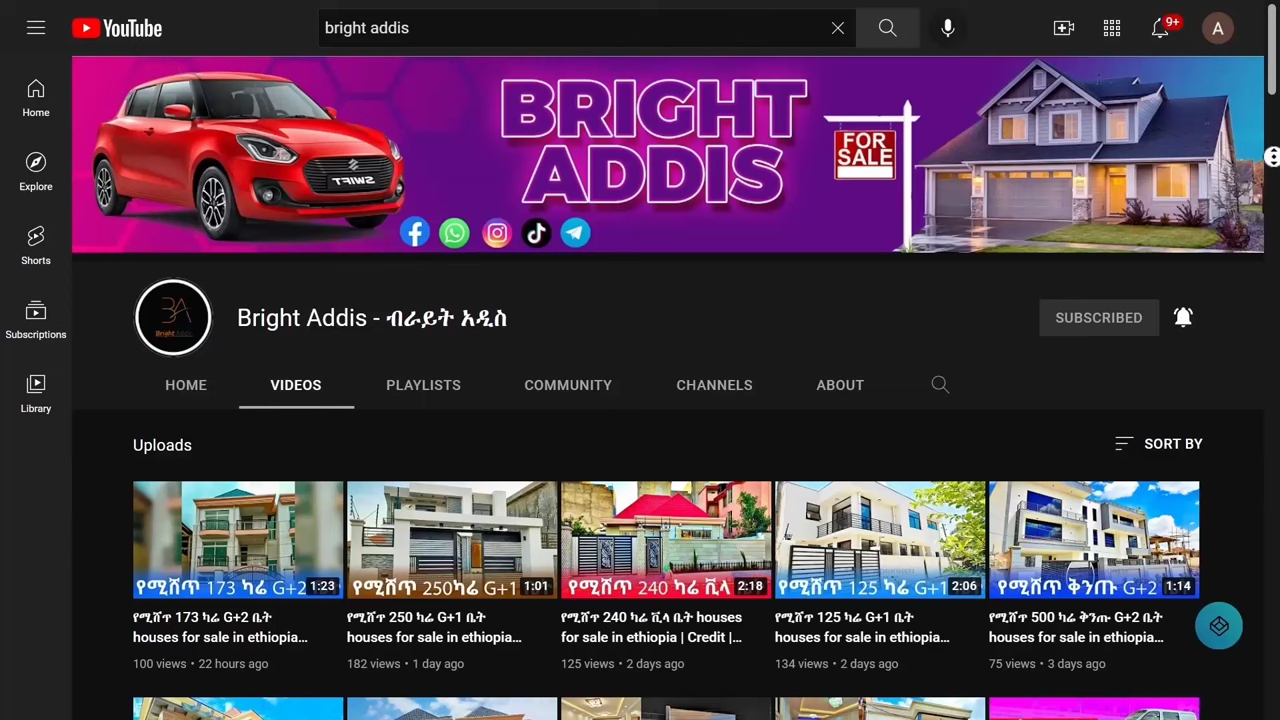 YouTube
bright addis
9+
A
Home
Explore
Shorts
Subscriptions
Library
BRIGHT
ADDIS
FOR
SALE
SWIFT
BA
Bright
Bright Addis - ብራይት አዲስ
SUBSCRIBED
HOME VIDEOS PLAYLISTS COMMUNITY CHANNELS ABOUT
Uploads
SORT BY
የሚሸጥ 173 ካሬ G+2 1:23
የሚሸጥ 250ካሬ G+1 1:01
የሚሸጥ 240 ካሬ ቪላ 2:18
የሚሸጥ 125 ካሬ G+1 2:06
የሚሸጥ ቅንጡ G+2 1:14
የሚሸጥ 173 ካሬ G+2 ቤት
houses for sale in ethiopia...
100 views • 22 hours ago
የሚሸጥ 250 ካሬ G+1 ቤት
houses for sale in ethiopia...
182 views • 1 day ago
የሚሸጥ 240 ካሬ ቪላ ቤት houses
for sale in ethiopia | Credit |...
125 views • 2 days ago
የሚሸጥ 125 ካሬ G+1 ቤት
houses for sale in ethiopia...
134 views • 2 days ago
የሚሸጥ 500 ካሬ ቅንጡ G+2 ቤት
houses for sale in ethiopia...
75 views • 3 days ago